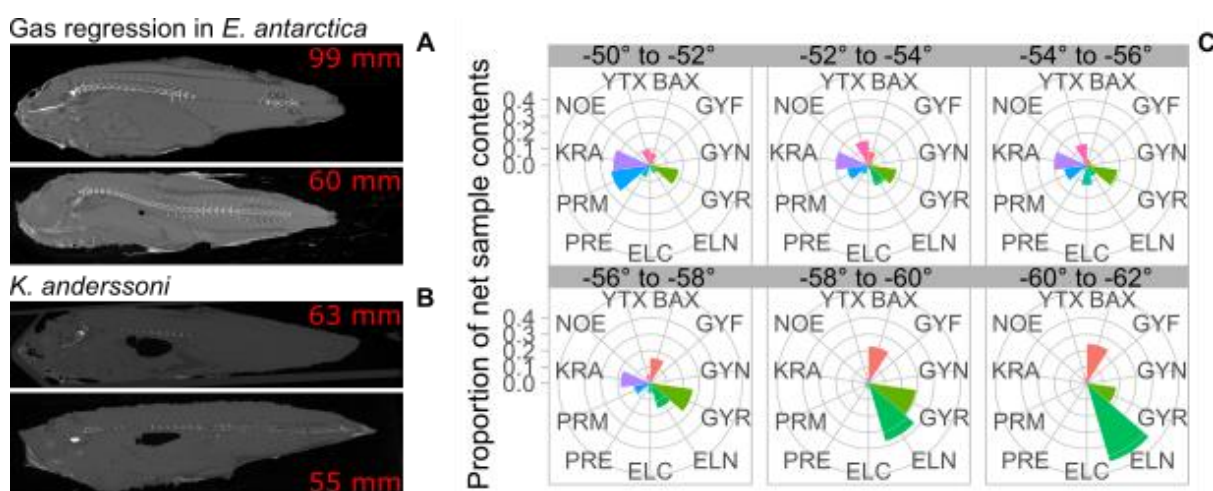 Gas regression in E. antarctica
A
99 mm
60 mm
K. anderssoni
B
63 mm
55 mm
C
Proportion of net sample contents
-50° to -52°
-52° to -54°
-54° to -56°
0.4
0.3
0.2
0.1
0.0
YTX BAX
NOE GYF
KRA GYN
PRM GYR
PRE ELN
ELC
YTX BAX
NOE GYF
KRA GYN
PRM GYR
PRE ELN
ELC
YTX BAX
NOE GYF
KRA GYN
PRM GYR
PRE ELN
ELC
-56° to -58°
-58° to -60°
-60° to -62°
0.4
0.3
0.2
0.1
0.0
YTX BAX
NOE GYF
KRA GYN
PRM GYR
PRE ELN
ELC
YTX BAX
NOE GYF
KRA GYN
PRM GYR
PRE ELN
ELC
YTX BAX
NOE GYF
KRA GYN
PRM GYR
PRE ELN
ELC